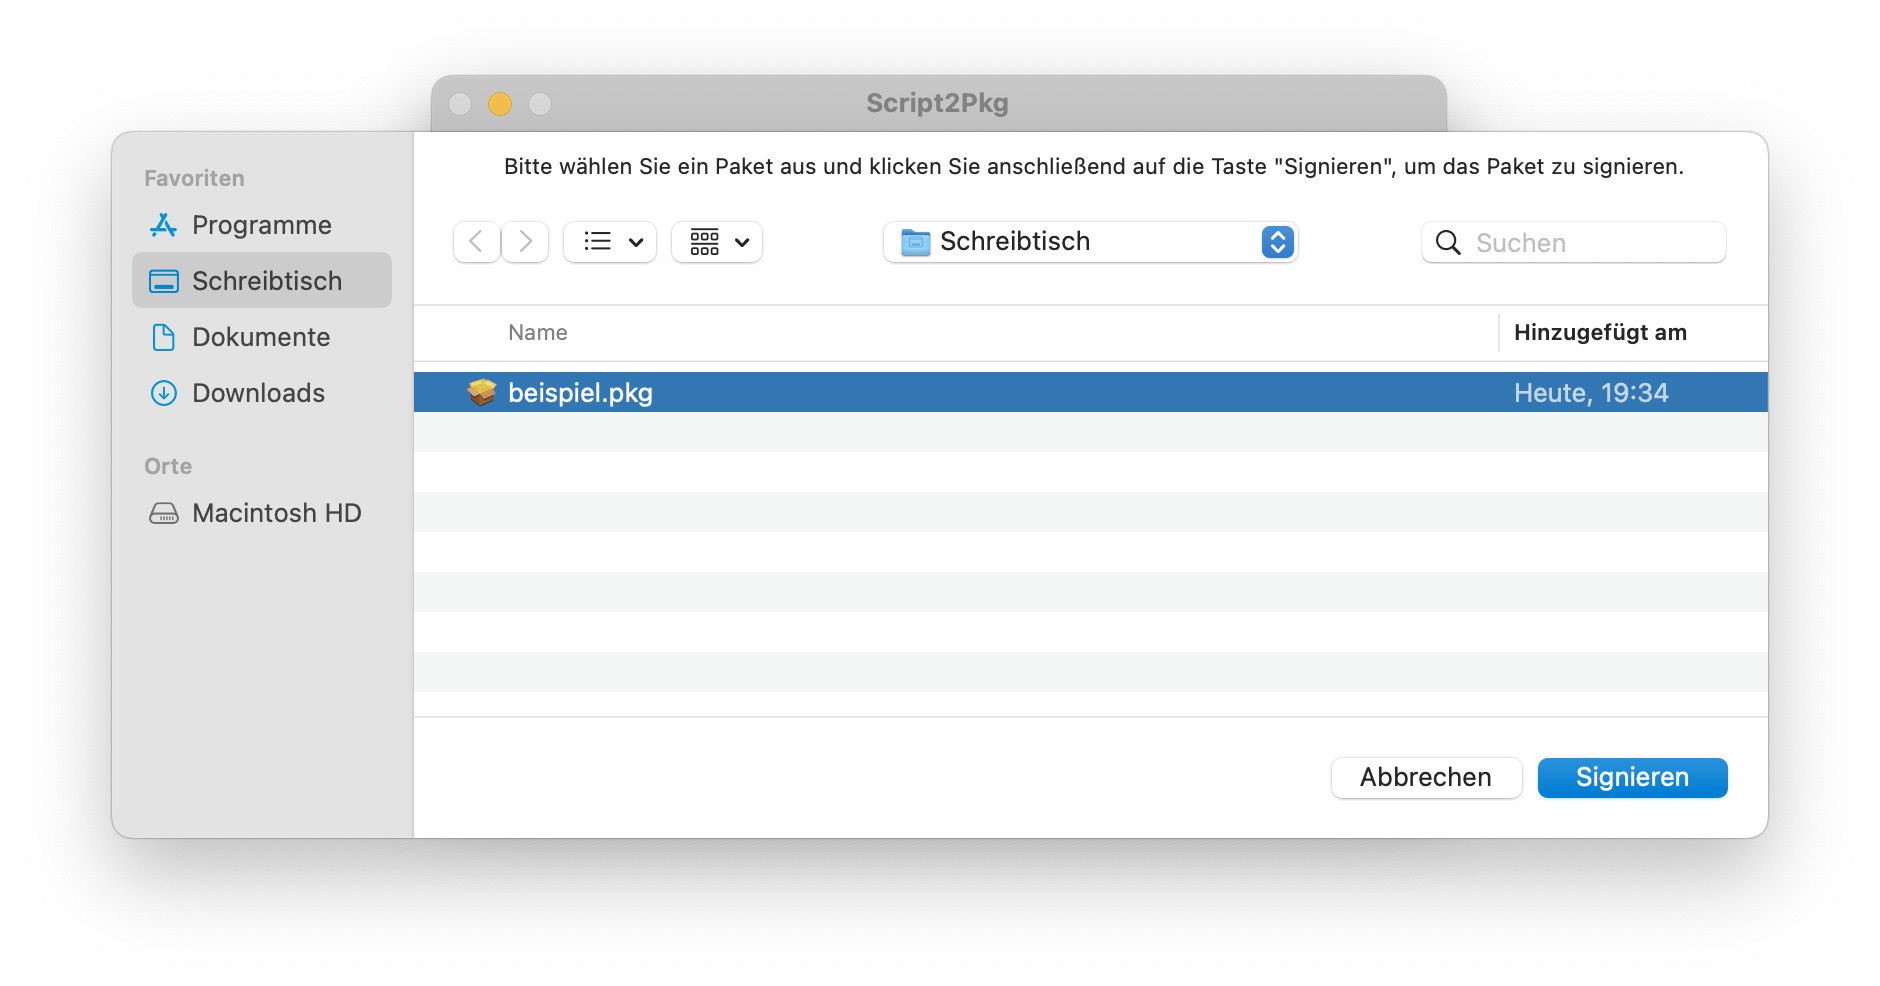 Script2Pkg
Bitte wählen Sie ein Paket aus und klicken Sie anschließend auf die Taste "Signieren", um das Paket zu signieren.
Favoriten
Programme
Schreibtisch
Dokumente
Downloads
Orte
Macintosh HD
Schreibtisch
Suchen
Name
Hinzugefügt am
beispiel.pkg
Heute, 19:34
Abbrechen
Signieren